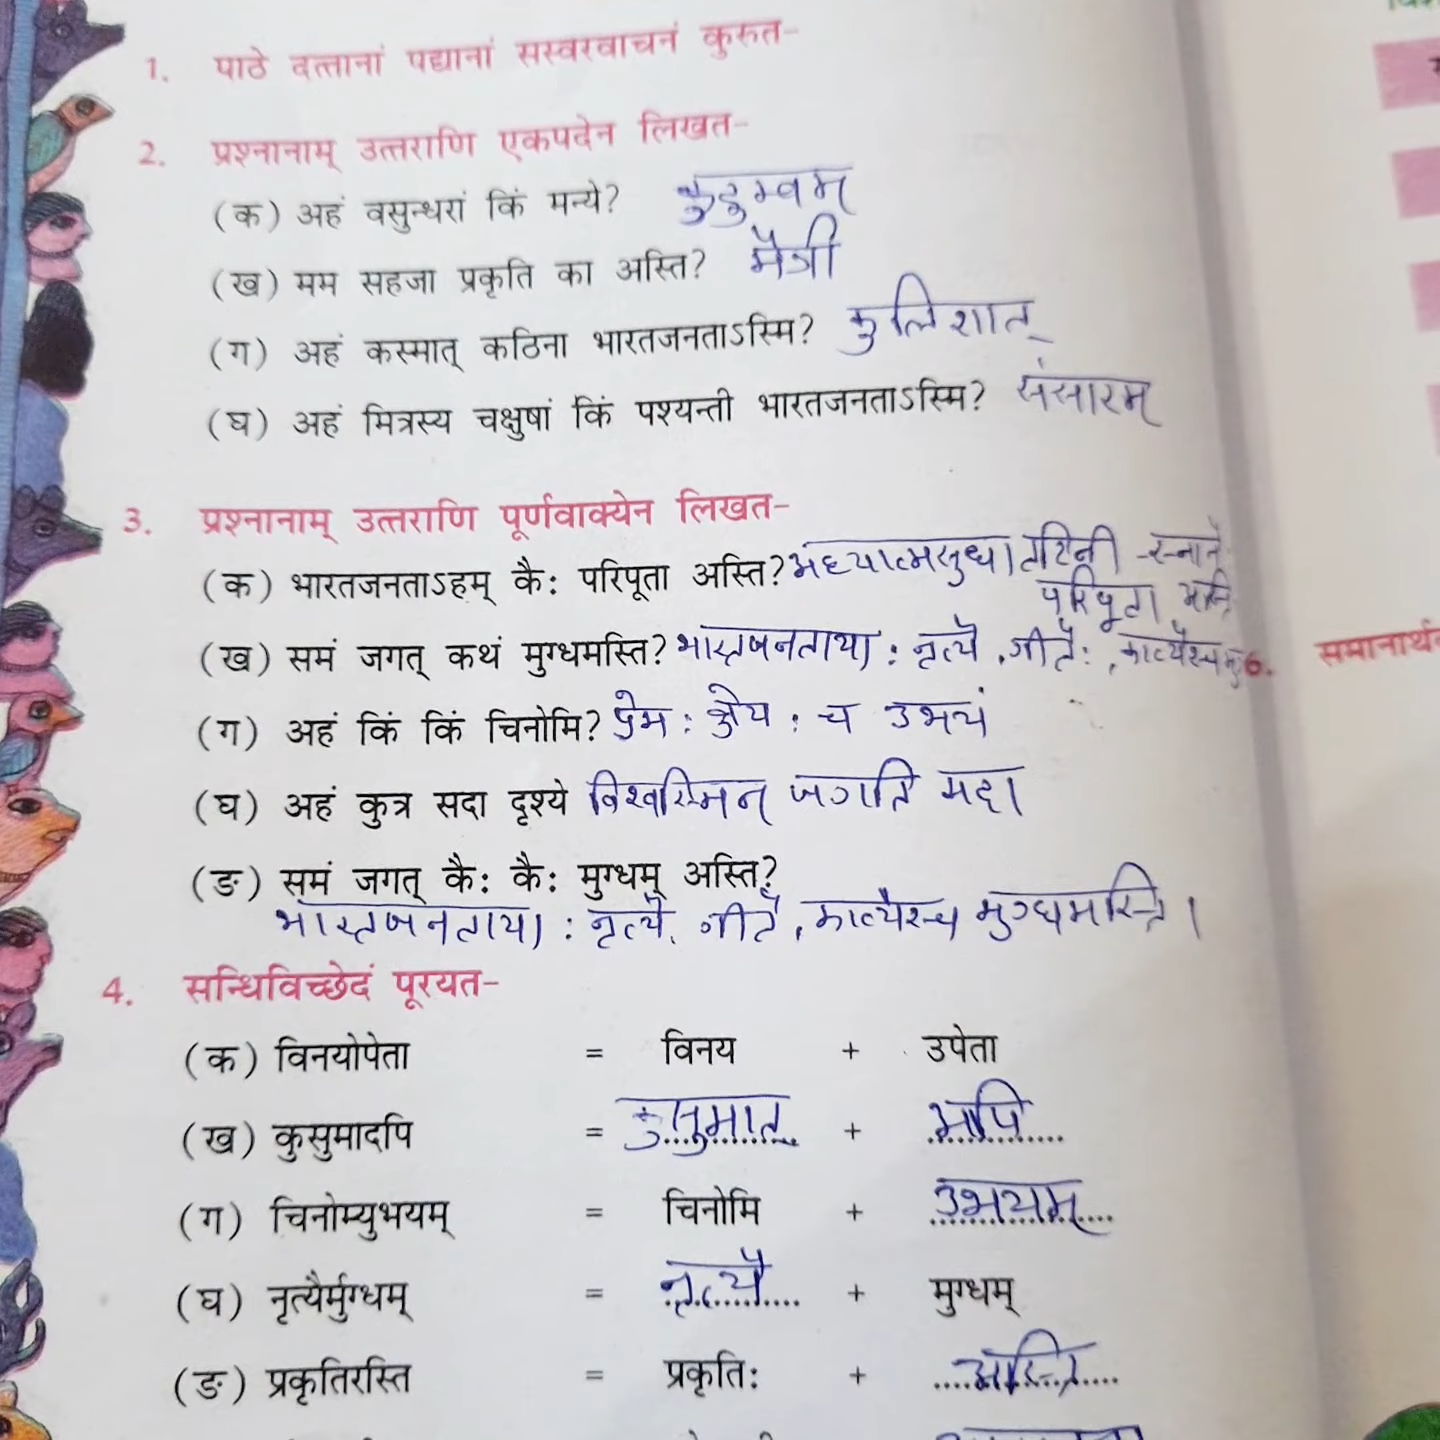 1. पाठे दत्तानां पद्यानां सस्वरवाचनं कुरुत-
2. प्रश्नानाम् उत्तराणि एकपदेन लिखत-
(क) अहं वसुन्धरां किं मन्ये? कुटुम्बम्
(ख) मम सहजा प्रकृति का अस्ति? मैत्री
(ग) अहं कस्मात् कठिना भारतजनताऽस्मि? कुलिशात्
(घ) अहं मित्रस्य चक्षुषां किं पश्यन्ती भारतजनताऽस्मि? संसारम्
3. प्रश्नानाम् उत्तराणि पूर्णवाक्येन लिखत-
(क) भारतजनताऽहम् कैः परिपूता अस्ति? अध्यात्मसुधा तटिनी स्नानै
परिपूता अस्ति
(ख) समं जगत् कथं मुग्धमस्ति? भारतजनतायाः नृत्यै, गीतैः, काव्यैश्च
(ग) अहं किं किं चिनोमि? प्रेमः श्रेयः च उभयं
(घ) अहं कुत्र सदा दृश्ये विश्वस्मिन् जगति सदा
(ङ) समं जगत् कैः कैः मुग्धम् अस्ति?
भारतजनतायाः नृत्यै, गीतै, काव्यैश्च मुग्धमस्ति।
4. सन्धिविच्छेदं पूरयत-
(क) विनयोपेता = विनय + उपेता
(ख) कुसुमादपि = कुसुमात् + अपि
(ग) चिनोम्युभयम् = चिनोमि + उभयम्
(घ) नृत्यैर्मुग्धम् = नृत्यै + मुग्धम्
(ङ) प्रकृतिरस्ति = प्रकृतिः + अस्ति
6. समानार्थ